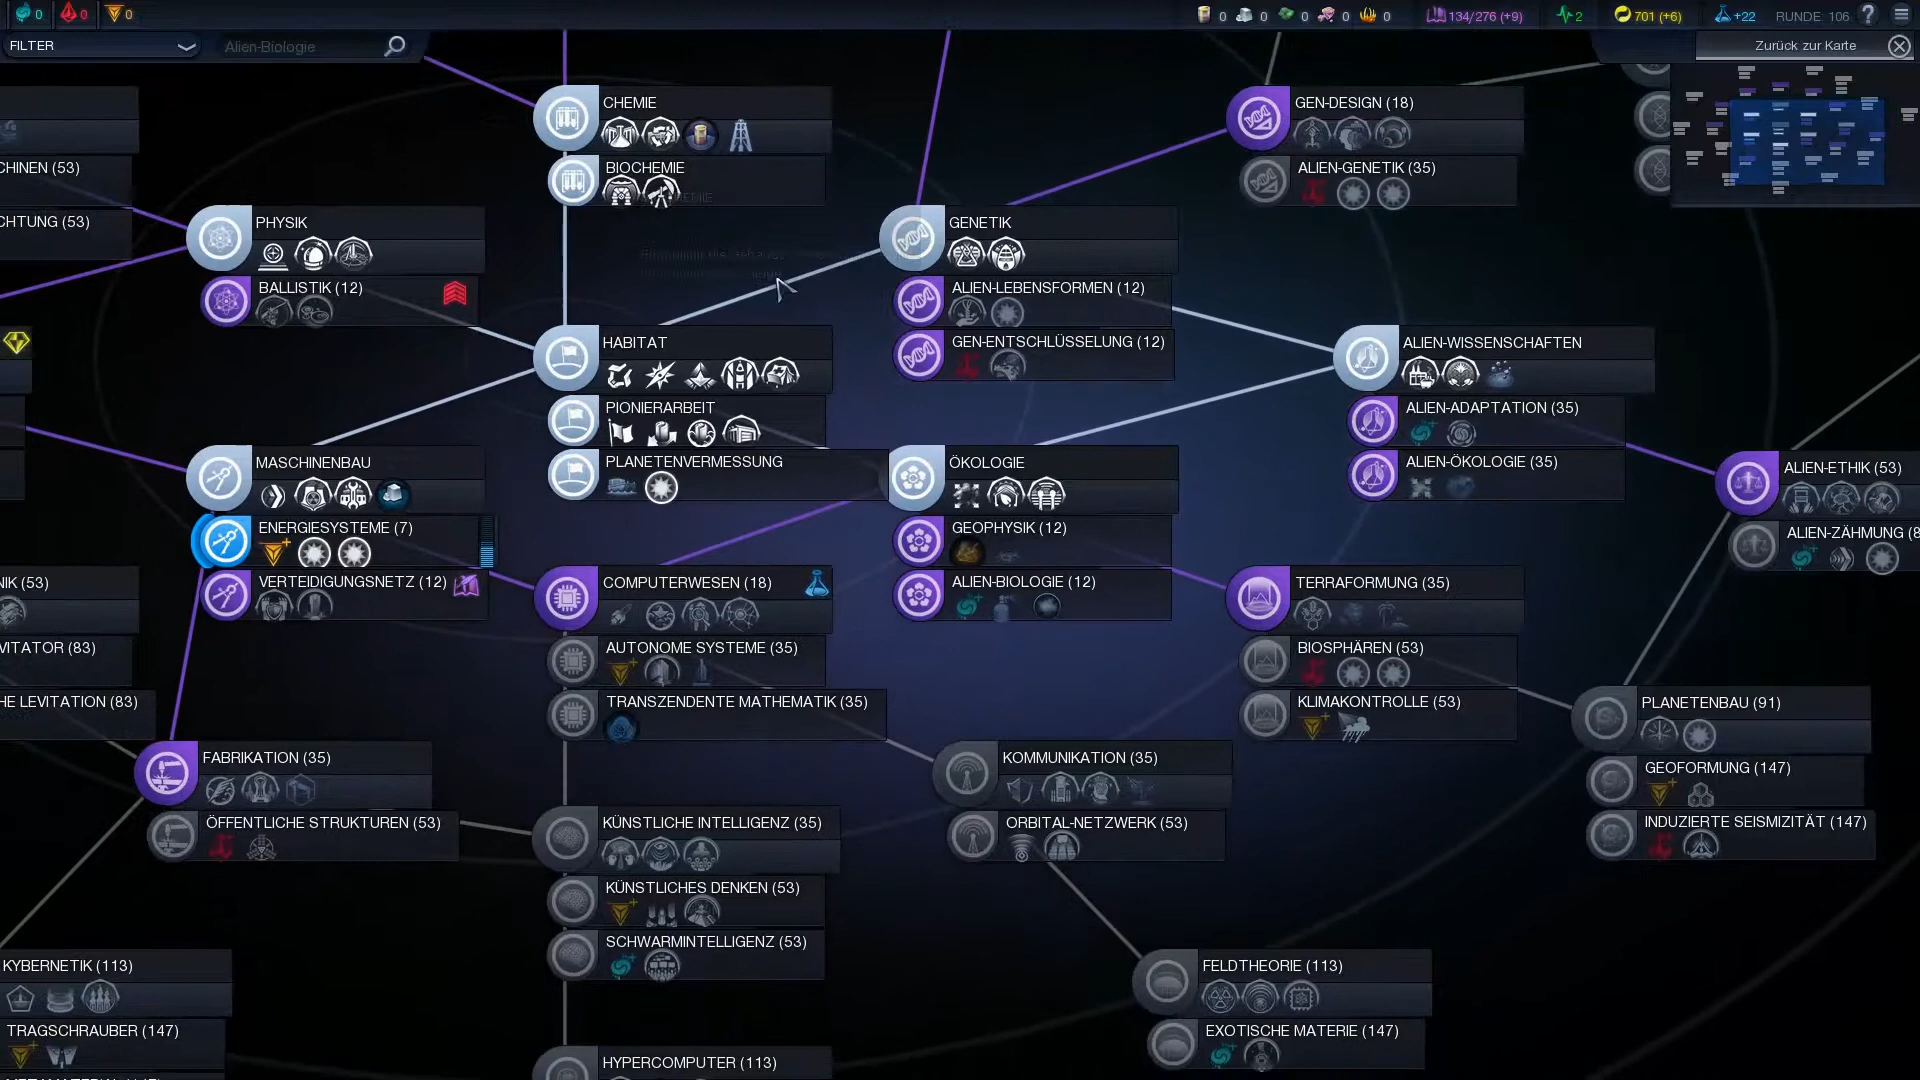 0 0 0
0 0 0 0 0 134/276 (+9) 2 701 (+6) +22 RUNDE: 106 ?
FILTER
Alien-Biologie
Zurück zur Karte
CHEMIE
BIOCHEMIE
GEN-DESIGN (18)
ALIEN-GENETIK (35)
CHINEN (53)
CHTUNG (53)
PHYSIK
BALLISTIK (12)
GENETIK
ALIEN-LEBENSFORMEN (12)
GEN-ENTSCHLÜSSELUNG (12)
HABITAT
PIONIERARBEIT
PLANETENVERMESSUNG
ALIEN-WISSENSCHAFTEN
ALIEN-ADAPTATION (35)
ALIEN-ÖKOLOGIE (35)
MASCHINENBAU
ENERGIESYSTEME (7)
VERTEIDIGUNGSNETZ (12)
ÖKOLOGIE
GEOPHYSIK (12)
ALIEN-BIOLOGIE (12)
ALIEN-ETHIK (53)
ALIEN-ZÄHMUNG (8
NIK (53)
VITATOR (83)
HE LEVITATION (83)
COMPUTERWESEN (18)
AUTONOME SYSTEME (35)
TRANSZENDENTE MATHEMATIK (35)
TERRAFORMUNG (35)
BIOSPHÄREN (53)
KLIMAKONTROLLE (53)
PLANETENBAU (91)
GEOFORMUNG (147)
INDUZIERTE SEISMIZITÄT (147)
FABRIKATION (35)
ÖFFENTLICHE STRUKTUREN (53)
KOMMUNIKATION (35)
ORBITAL-NETZWERK (53)
KÜNSTLICHE INTELLIGENZ (35)
KÜNSTLICHES DENKEN (53)
SCHWARMINTELLIGENZ (53)
KYBERNETIK (113)
TRAGSCHRAUBER (147)
FELDTHEORIE (113)
EXOTISCHE MATERIE (147)
HYPERCOMPUTER (113)